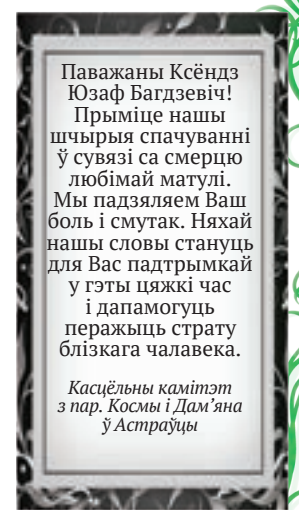 Паважаны Ксёндз
Юзаф Багдзевіч!
Прыміце нашы
шчырыя спачуванні
ў сувязі са смерцю
любімай матулі.
Мы падзяляем Ваш
боль і смутак. Няхай
нашы словы стануць
для Вас падтрымкай
у гэты цяжкі час
і дапамогуць
перажыць страту
блізкага чалавека.
Касцёльны камітэт
з пар. Космы і Дам’яна
ў Астраўцы